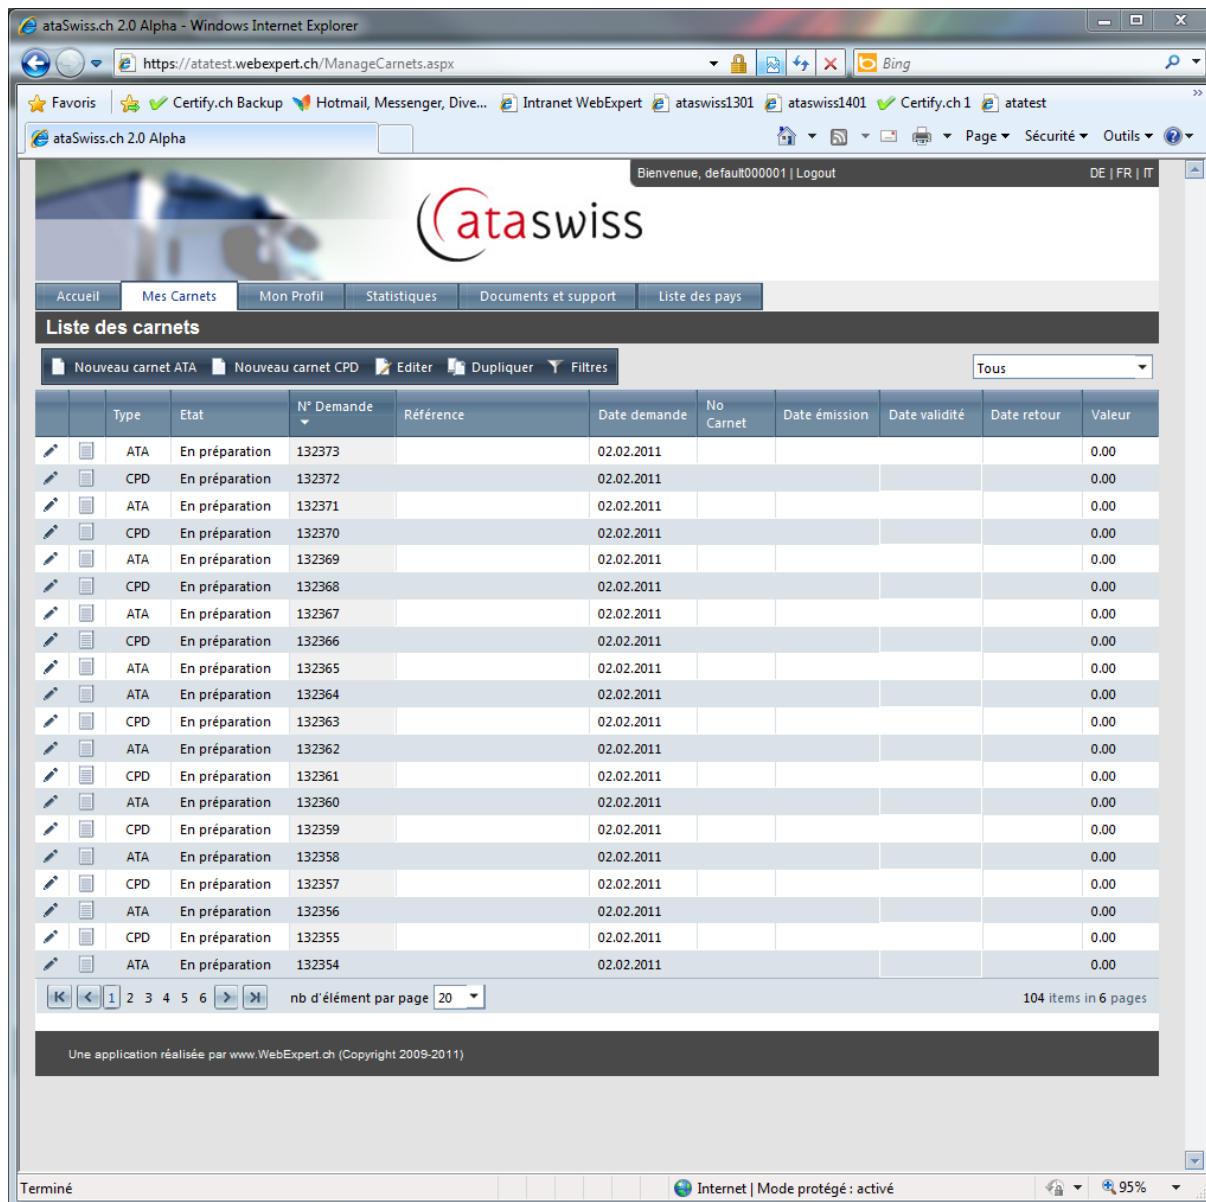 ataSwiss.ch 2.0 Alpha - Windows Internet Explorer
https://atatest.webexpert.ch/ManageCarnets.aspx
Bing
Favoris Certify.ch Backup Hotmail, Messenger, Dive... Intranet WebExpert ataswiss1301 ataswiss1401 Certify.ch 1 atatest
ataSwiss.ch 2.0 Alpha Page Sécurité Outils
Bienvenue, default000001 | Logout DE | FR | IT
ataswiss
Accueil Mes Carnets Mon Profil Statistiques Documents et support Liste des pays
Liste des carnets
Nouveau carnet ATA Nouveau carnet CPD Editer Dupliquer Filtres Tous
Type Etat N° Demande Référence Date demande No Carnet Date émission Date validité Date retour Valeur
ATA En préparation 132373 02.02.2011 0.00
CPD En préparation 132372 02.02.2011 0.00
ATA En préparation 132371 02.02.2011 0.00
CPD En préparation 132370 02.02.2011 0.00
ATA En préparation 132369 02.02.2011 0.00
CPD En préparation 132368 02.02.2011 0.00
ATA En préparation 132367 02.02.2011 0.00
CPD En préparation 132366 02.02.2011 0.00
ATA En préparation 132365 02.02.2011 0.00
ATA En préparation 132364 02.02.2011 0.00
CPD En préparation 132363 02.02.2011 0.00
ATA En préparation 132362 02.02.2011 0.00
CPD En préparation 132361 02.02.2011 0.00
ATA En préparation 132360 02.02.2011 0.00
CPD En préparation 132359 02.02.2011 0.00
ATA En préparation 132358 02.02.2011 0.00
CPD En préparation 132357 02.02.2011 0.00
ATA En préparation 132356 02.02.2011 0.00
CPD En préparation 132355 02.02.2011 0.00
ATA En préparation 132354 02.02.2011 0.00
1 2 3 4 5 6 nb d'élément par page 20 104 items in 6 pages
Une application réalisée par www.WebExpert.ch (Copyright 2009-2011)
Terminé Internet | Mode protégé : activé 95%